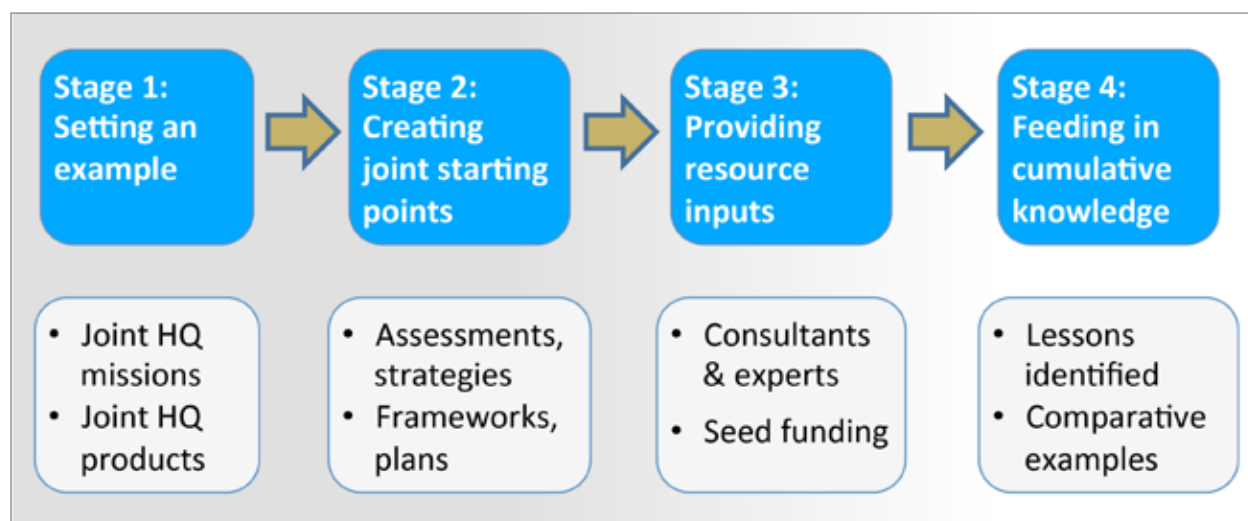 Stage 1:
Setting an
example
Stage 2:
Creating
joint starting
points
Stage 3:
Providing
resource
inputs
Stage 4:
Feeding in
cumulative
knowledge
• Joint HQ
missions
• Joint HQ
products
• Assessments,
strategies
• Frameworks,
plans
• Consultants
& experts
• Seed funding
• Lessons
identified
• Comparative
examples